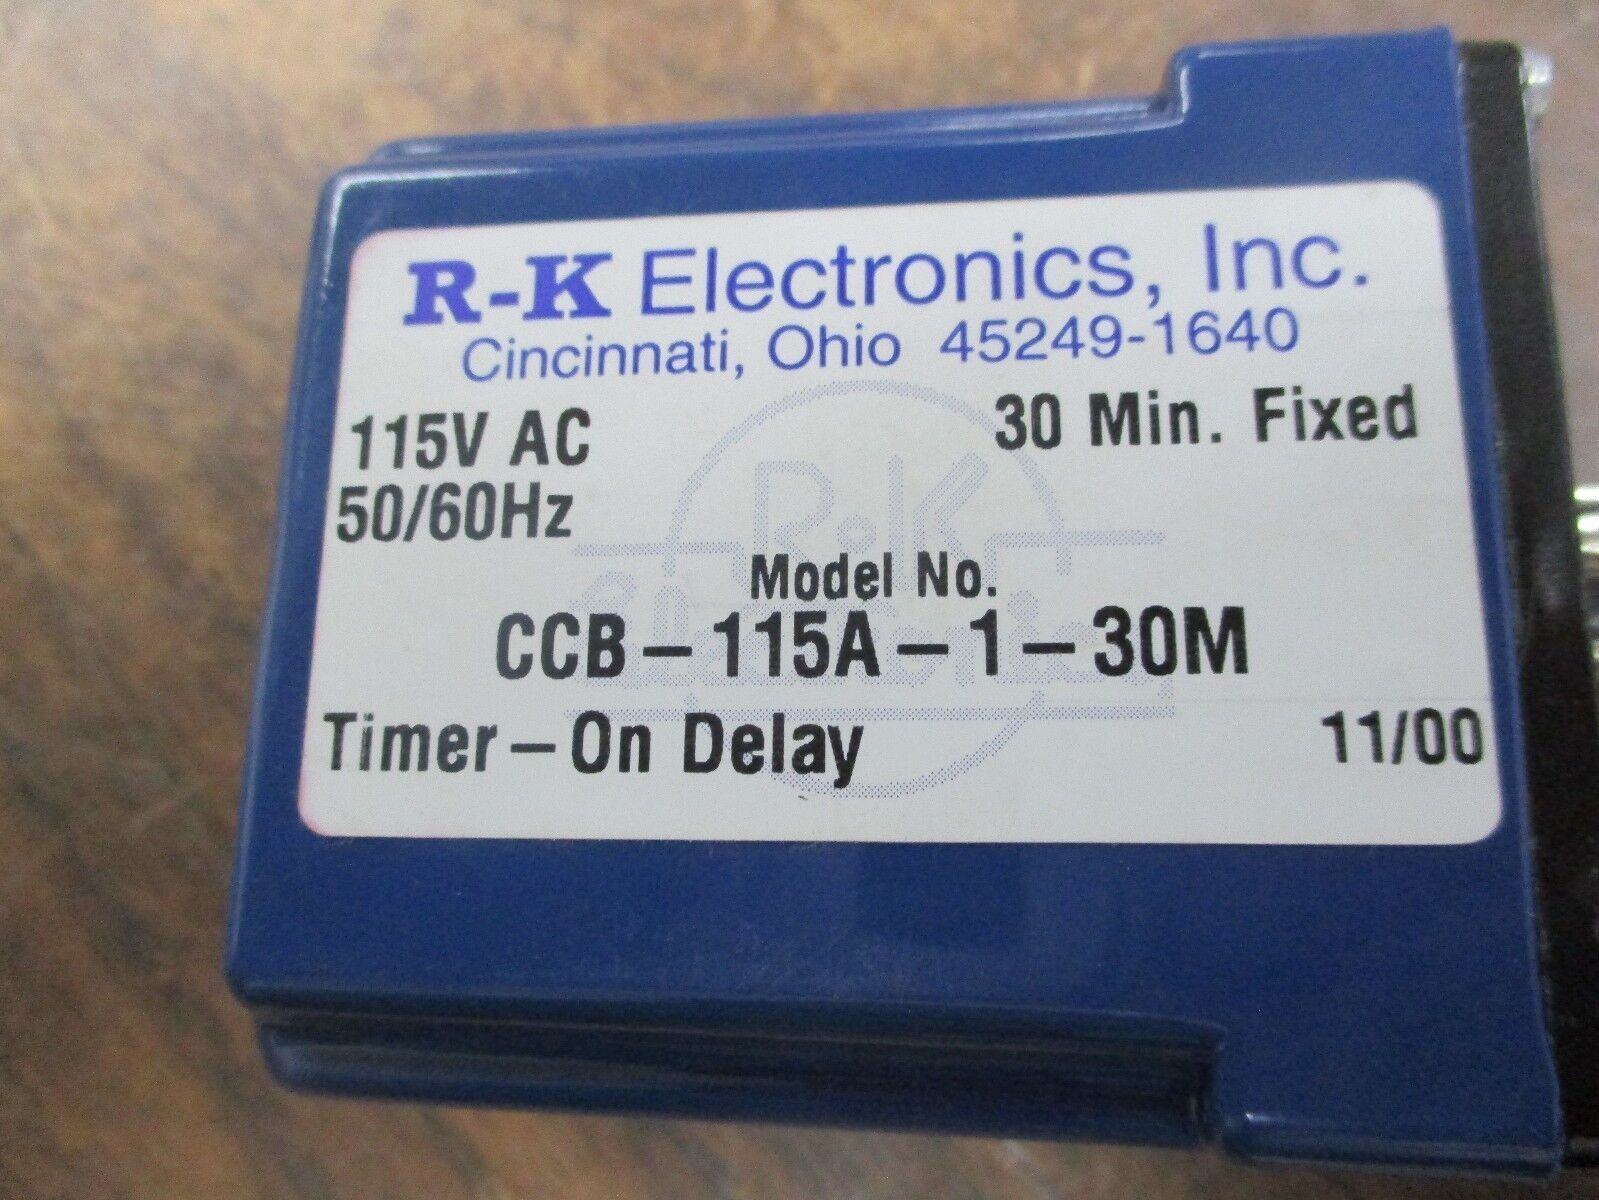 R-K Electronics, Inc.
Cincinnati, Ohio 45249-1640
115V AC
30 Min. Fixed
50/60Hz
R-K
Model No.
CCB-115A-1-30M
Timer-On Delay
11/00